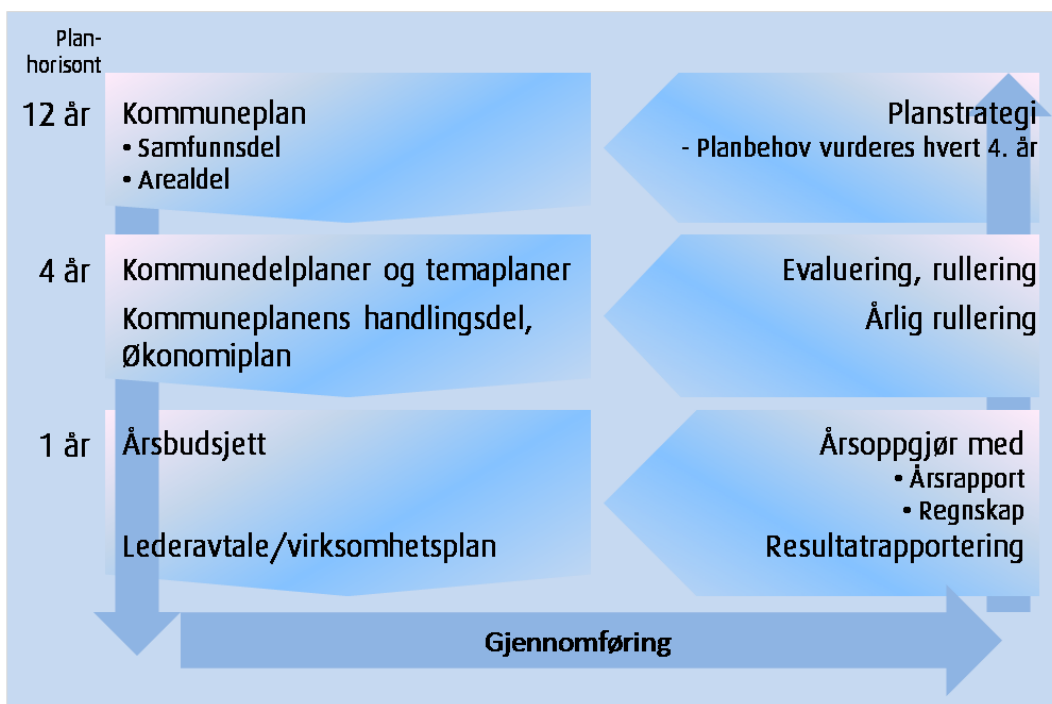 Plan-
horisont
12 år
Kommuneplan
• Samfunnsdel
• Arealdel
Planstrategi
- Planbehov vurderes hvert 4. år
4 år
Kommunedelplaner og temaplaner
Kommuneplanens handlingsdel,
Økonomiplan
Evaluering, rullering
Årlig rullering
1 år
Årsbudsjett
Lederavtale/virksomhetsplan
Årsoppgjør med
• Årsrapport
• Regnskap
Resultatrapportering
Gjennomføring